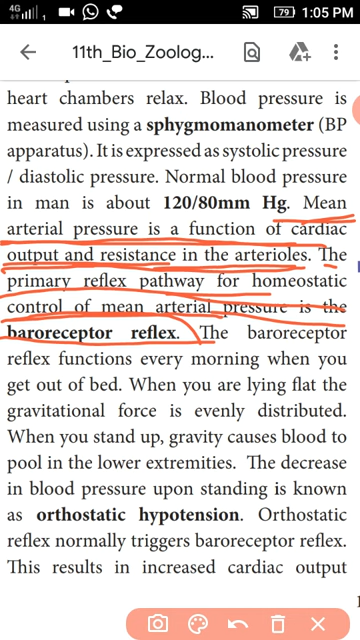 4G 1 79 1:05 PM
11th_Bio_Zoolog...
heart chambers relax. Blood pressure is
measured using a sphygmomanometer (BP
apparatus). It is expressed as systolic pressure
/ diastolic pressure. Normal blood pressure
in man is about 120/80mm Hg. Mean
arterial pressure is a function of cardiac
output and resistance in the arterioles. The
primary reflex pathway for homeostatic
control of mean arterial pressure is the
baroreceptor reflex. The baroreceptor
reflex functions every morning when you
get out of bed. When you are lying flat the
gravitational force is evenly distributed.
When you stand up, gravity causes blood to
pool in the lower extremities. The decrease
in blood pressure upon standing is known
as orthostatic hypotension. Orthostatic
reflex normally triggers baroreceptor reflex.
This results in increased cardiac output